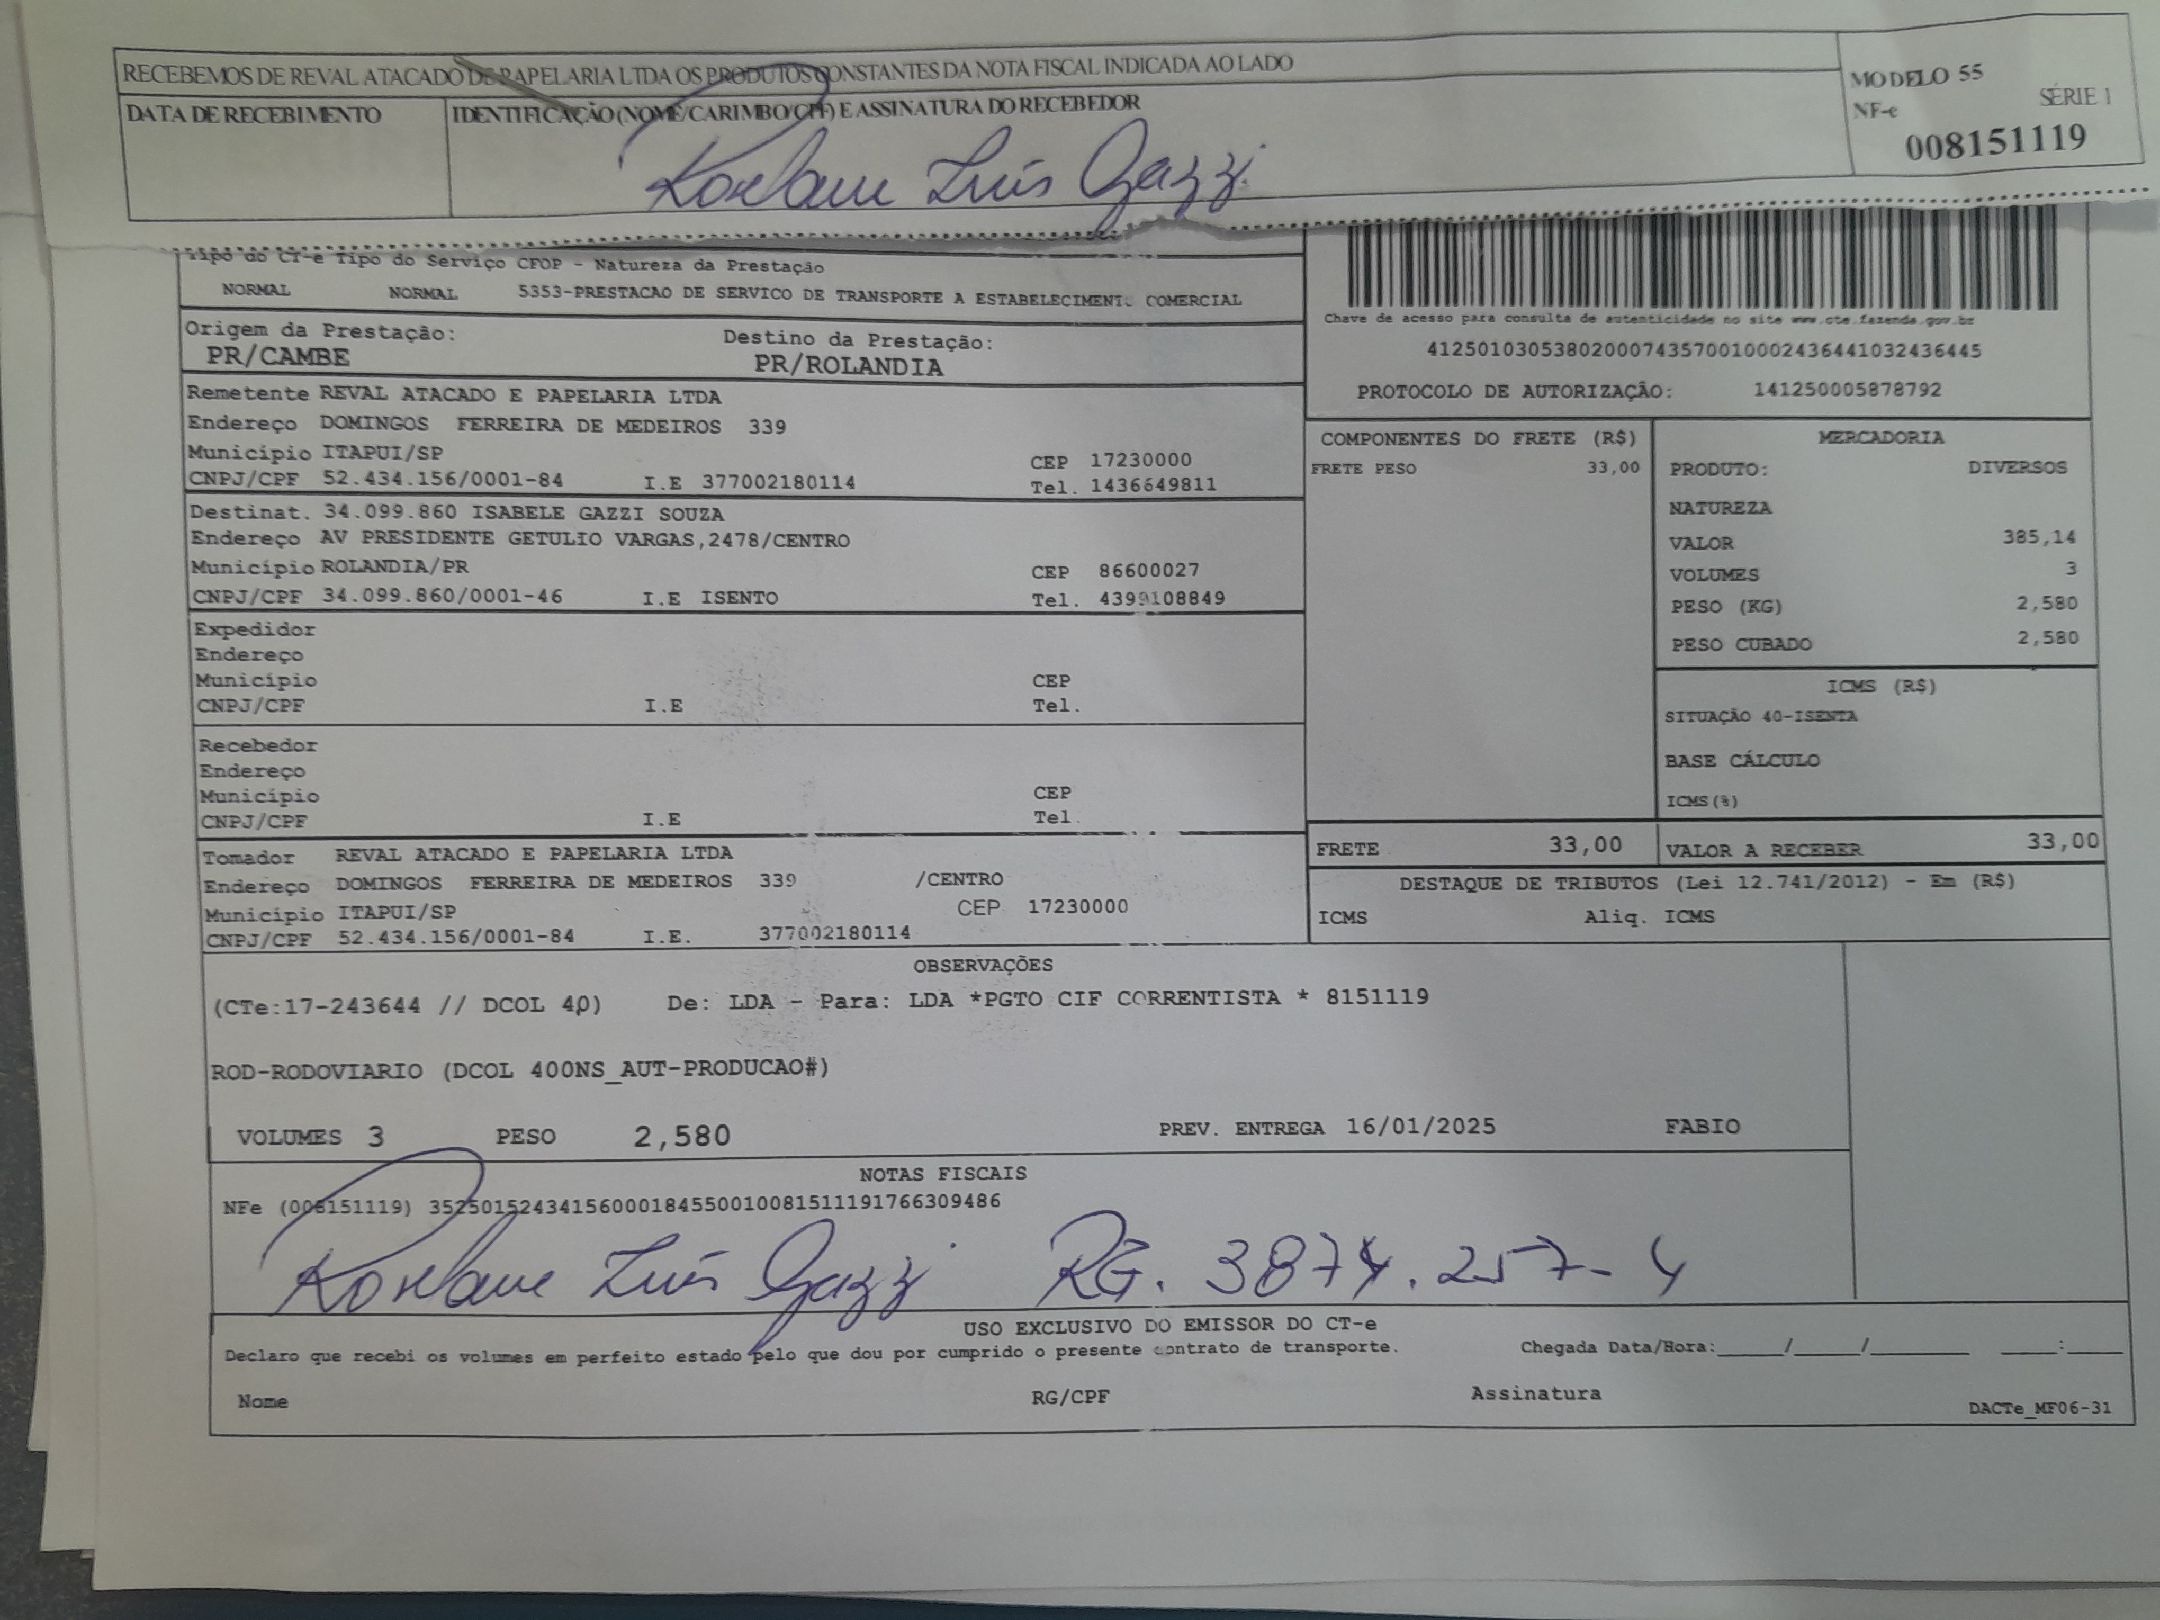 RECEBEMOS DE REVAL ATACADO DE PAPELARIA LTDA OS PRODUTOS CONSTANTES DA NOTA FISCAL INDICADA AO LADO
DATA DE RECEBIMENTO
IDENTIFICAÇÃO (NOME/CARIMBO/CPF) E ASSINATURA DO RECEBEDOR
Luís Gazzi
MODELO 55
NF-e SÉRIE 1
008151119
Tipo do CT-e Tipo do Serviço CFOP - Natureza da Prestação
NORMAL NORMAL 5353-PRESTACAO DE SERVICO DE TRANSPORTE A ESTABELECIMENTO COMERCIAL
Origem da Prestação: Destino da Prestação:
PR/CAMBE PR/ROLANDIA
Chave de acesso para consulta de autenticidade no site www.cte.fazenda.gov.br
41250103053802000743570010002436441032436445
PROTOCOLO DE AUTORIZAÇÃO: 141250005878792
Remetente REVAL ATACADO E PAPELARIA LTDA
Endereço DOMINGOS FERREIRA DE MEDEIROS 339
Município ITAPUI/SP CEP 17230000
CNPJ/CPF 52.434.156/0001-84 I.E 377002180114 Tel. 1436649811
Destinat. 34.099.860 ISABELE GAZZI SOUZA
Endereço AV PRESIDENTE GETULIO VARGAS,2478/CENTRO
Município ROLANDIA/PR CEP 86600027
CNPJ/CPF 34.099.860/0001-46 I.E ISENTO Tel. 4399108849
Expedidor
Endereço
Município CEP
CNPJ/CPF I.E Tel.
Recebedor
Endereço
Município CEP
CNPJ/CPF I.E Tel.
Tomador REVAL ATACADO E PAPELARIA LTDA
Endereço DOMINGOS FERREIRA DE MEDEIROS 339 /CENTRO
Município ITAPUI/SP CEP 17230000
CNPJ/CPF 52.434.156/0001-84 I.E. 377002180114
COMPONENTES DO FRETE (R$)
FRETE PESO 33,00
MERCADORIA
PRODUTO: DIVERSOS
NATUREZA
VALOR 385,14
VOLUMES 3
PESO (KG) 2,580
PESO CUBADO 2,580
ICMS (R$)
SITUAÇÃO 40-ISENTA
BASE CÁLCULO
ICMS(%)
FRETE 33,00 VALOR A RECEBER 33,00
DESTAQUE DE TRIBUTOS (Lei 12.741/2012) - Em (R$)
ICMS Aliq. ICMS
OBSERVAÇÕES
(CTe:17-243644 // DCOL 40) De: LDA - Para: LDA *PGTO CIF CORRENTISTA * 8151119
ROD-RODOVIARIO (DCOL 400NS_AUT-PRODUCAO#)
VOLUMES 3 PESO 2,580 PREV. ENTREGA 16/01/2025 FABIO
NOTAS FISCAIS
NFe (008151119) 35250152434156000184550010081511191766309486
Luís Gazzi RG. 3874.257-4
USO EXCLUSIVO DO EMISSOR DO CT-e
Declaro que recebi os volumes em perfeito estado pelo que dou por cumprido o presente contrato de transporte. Chegada Data/Hora:_____/_____/_______ ____:____
Nome RG/CPF Assinatura
DACTe_MF06-31